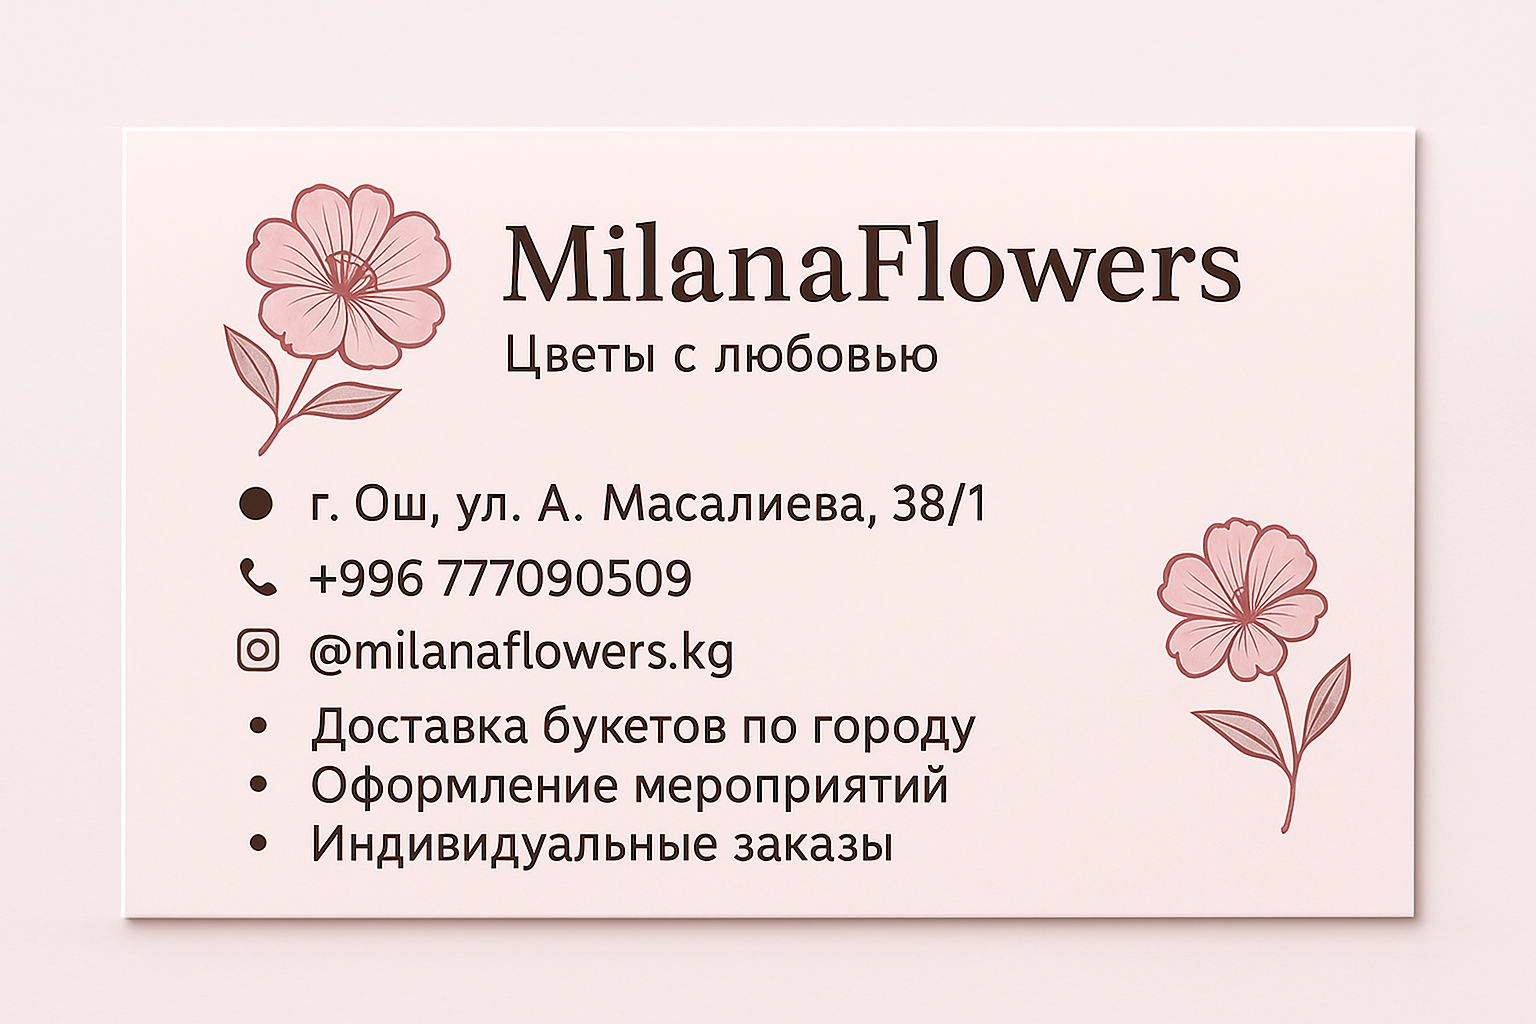 MilanaFlowers
Цветы с любовью
г. Ош, ул. А. Масалиева, 38/1
+996 777090509
@milanaflowers.kg
• Доставка букетов по городу
• Оформление мероприятий
• Индивидуальные заказы